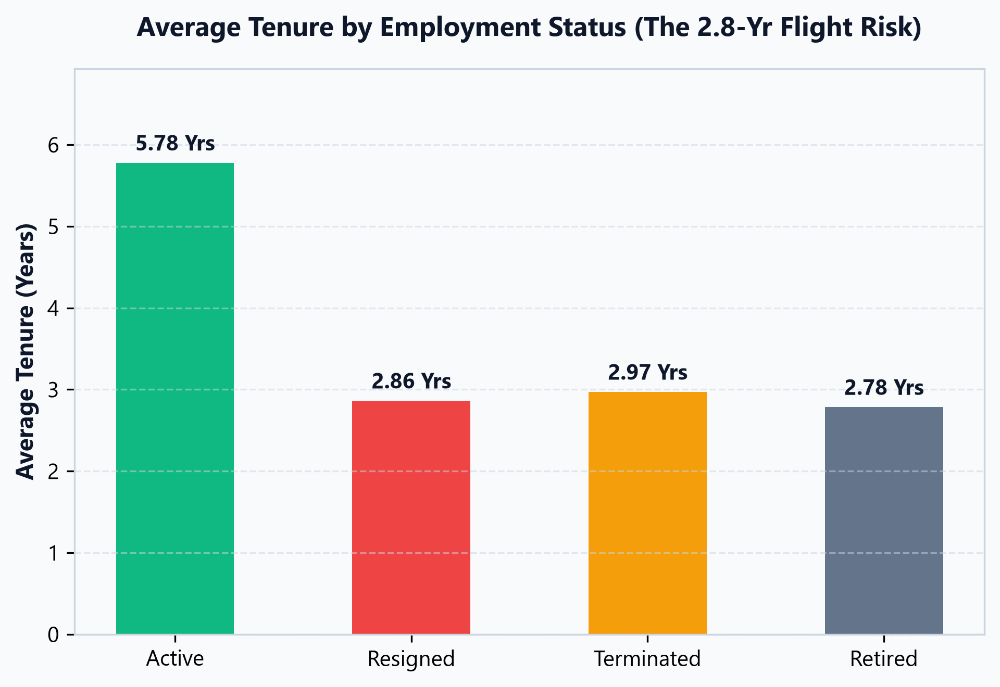 Average Tenure by Employment Status (The 2.8-Yr Flight Risk)
Average Tenure (Years)
6
5
4
3
2
1
0
5.78 Yrs
2.86 Yrs
2.97 Yrs
2.78 Yrs
Active
Resigned
Terminated
Retired